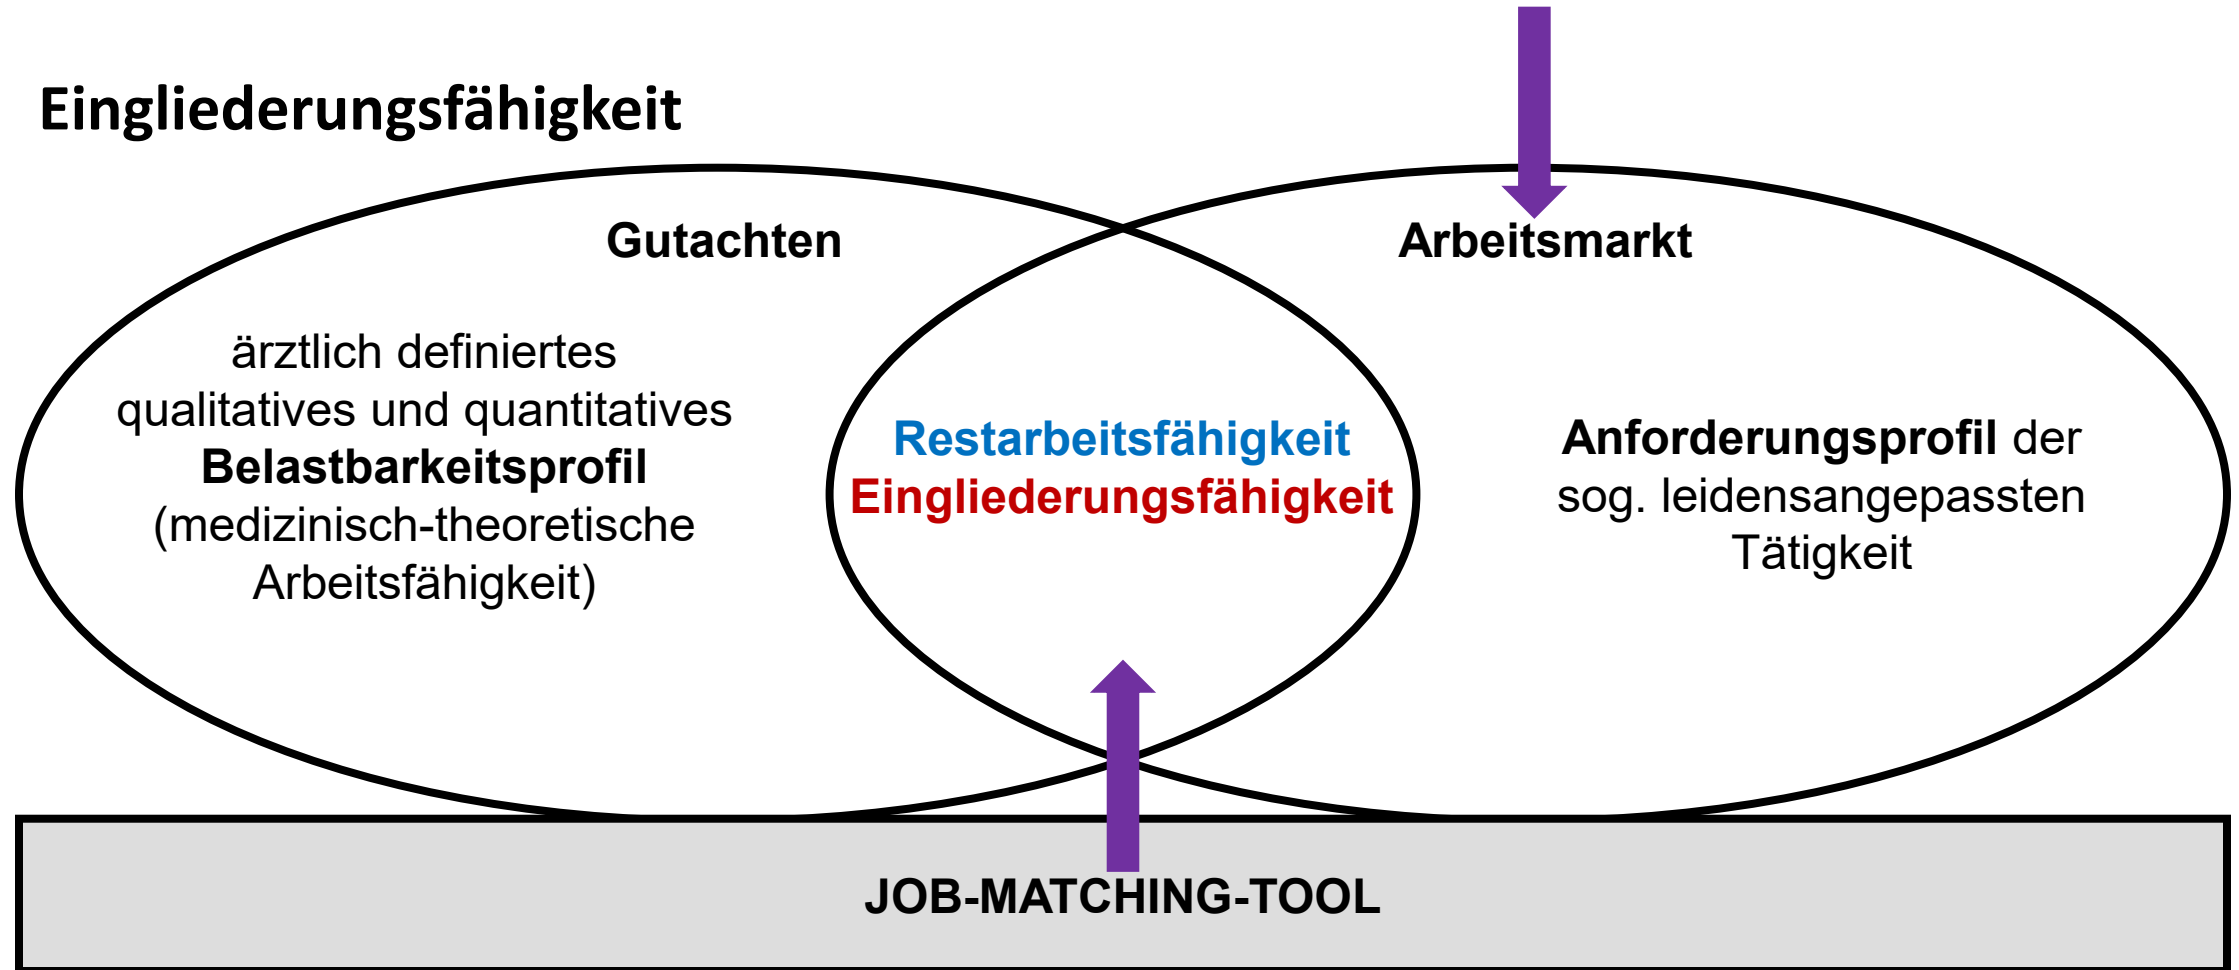 Eingliederungsfähigkeit
Gutachten
ärztlich definiertes
qualitatives und quantitatives
Belastbarkeitsprofil
(medizinisch-theoretische
Arbeitsfähigkeit)
Restarbeitsfähigkeit
Eingliederungsfähigkeit
Arbeitsmarkt
Anforderungsprofil der
sog. leidensangepassten
Tätigkeit
JOB-MATCHING-TOOL